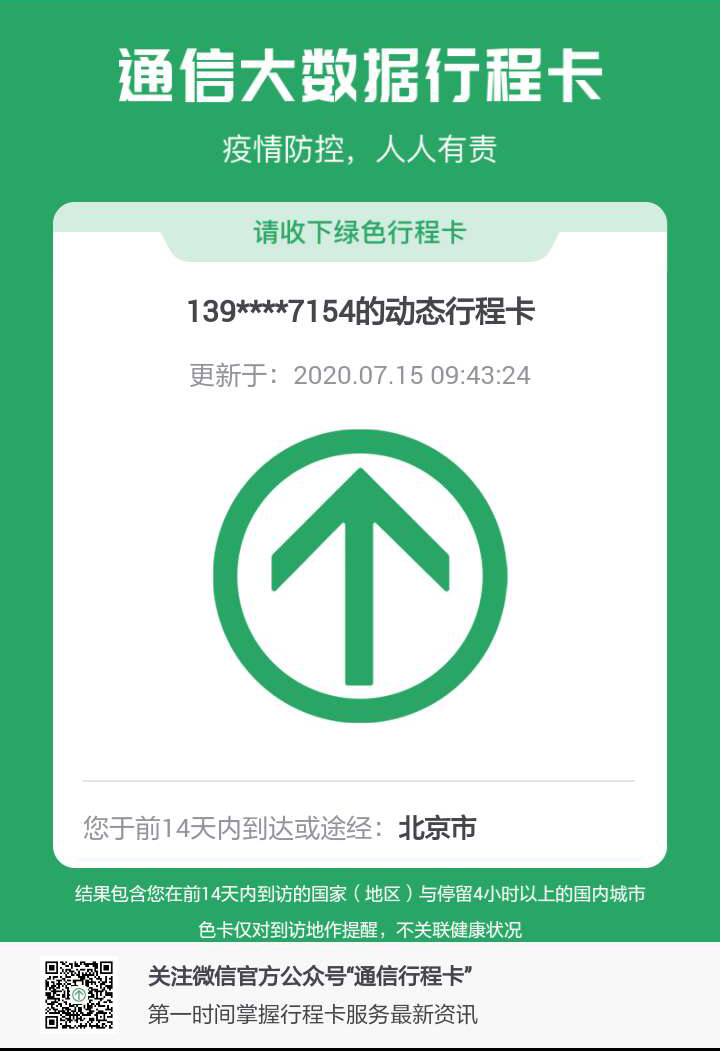 通信大数据行程卡
疫情防控，人人有责
请收下绿色行程卡
139****7154的动态行程卡
更新于：2020.07.15 09:43:24
您于前14天内到达或途经：北京市
结果包含您在前14天内到访的国家（地区）与停留4小时以上的国内城市
色卡仅对到访地作提醒，不关联健康状况
关注微信官方公众号“通信行程卡”
第一时间掌握行程卡服务最新资讯